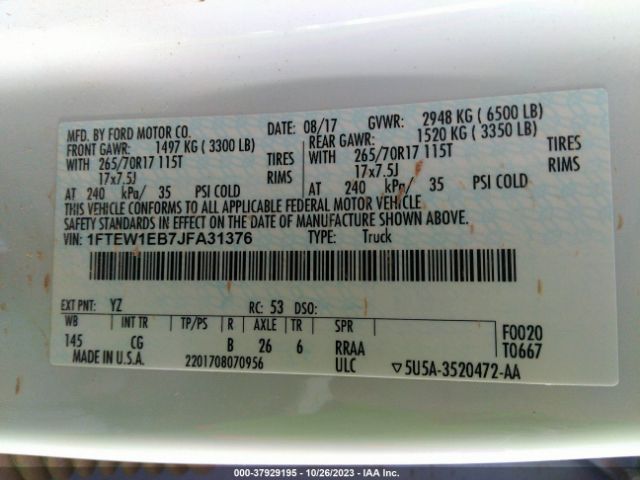 MFD. BY FORD MOTOR CO.
DATE: 08/17 GVWR: 2948 KG ( 6500 LB)
FRONT GAWR: 1497 KG ( 3300 LB) REAR GAWR: 1520 KG ( 3350 LB)
WITH 265/70R17 115T TIRES WITH 265/70R17 115T TIRES
17x7.5J RIMS 17x7.5J RIMS
AT 240 kPa/ 35 PSI COLD AT 240 kPa/ 35 PSI COLD
THIS VEHICLE CONFORMS TO ALL APPLICABLE FEDERAL MOTOR VEHICLE
SAFETY STANDARDS IN EFFECT ON THE DATE OF MANUFACTURE SHOWN ABOVE.
VIN: 1FTEW1EB7JFA31376 TYPE: Truck
EXT PNT: YZ RC: 53 DSO:
WB INT TR TP/PS R AXLE TR SPR F0020
145 CG B 26 6 RRAA T0667
MADE IN U.S.A. 2201708070956 ULC ▽5U5A-3520472-AA
000-37929195 - 10/26/2023 - IAA Inc.